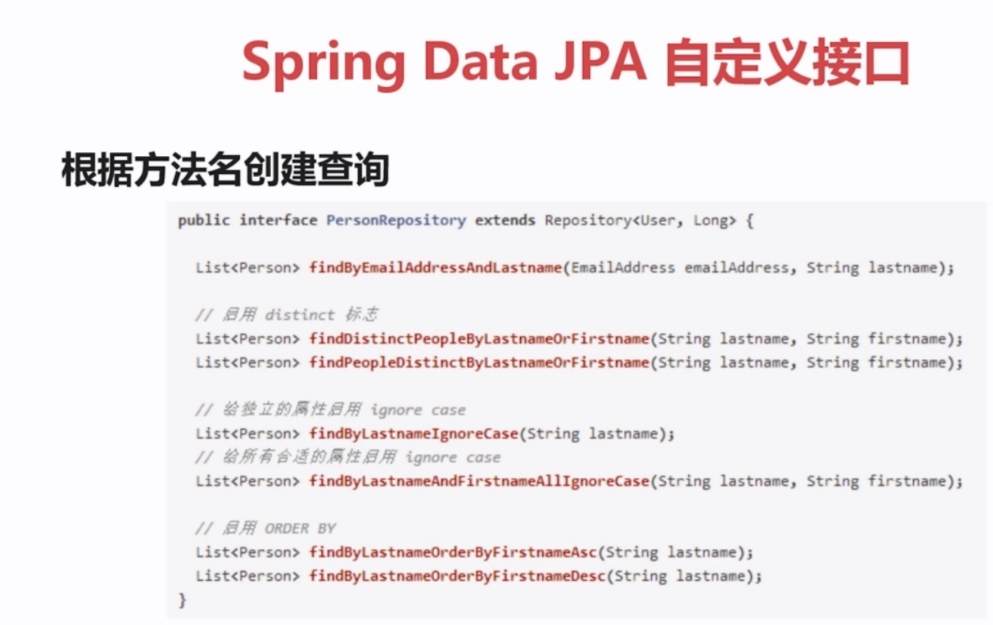 Spring Data JPA 自定义接口
根据方法名创建查询
public interface PersonRepository extends Repository<User, Long> {
List<Person> findByEmailAddressAndLastname(EmailAddress emailAddress, String lastname);
// 启用 distinct 标志
List<Person> findDistinctPeopleByLastnameOrFirstname(String lastname, String firstname);
List<Person> findPeopleDistinctByLastnameOrFirstname(String lastname, String firstname);
// 给独立的属性启用 ignore case
List<Person> findByLastnameIgnoreCase(String lastname);
// 给所有合适的属性启用 ignore case
List<Person> findByLastnameAndFirstnameAllIgnoreCase(String lastname, String firstname);
// 启用 ORDER BY
List<Person> findByLastnameOrderByFirstnameAsc(String lastname);
List<Person> findByLastnameOrderByFirstnameDesc(String lastname);
}